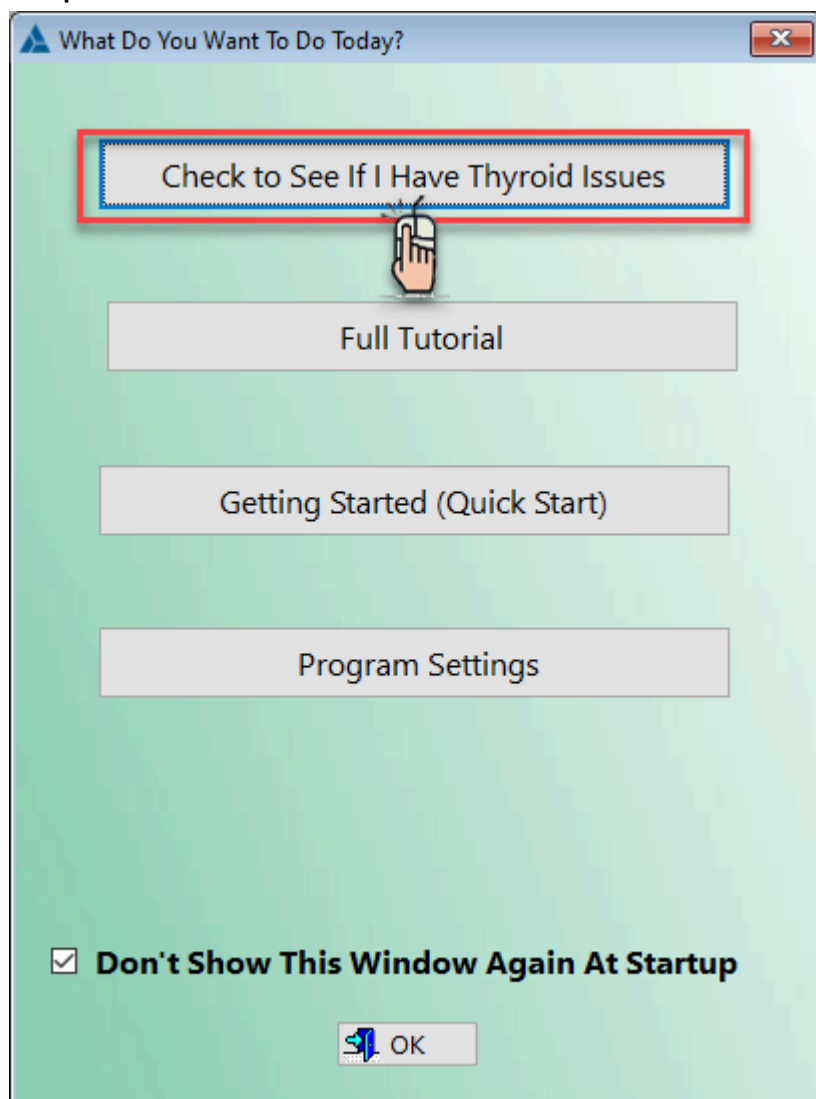 What Do You Want To Do Today?
Check to See If I Have Thyroid Issues
Full Tutorial
Getting Started (Quick Start)
Program Settings
Don't Show This Window Again At Startup
OK